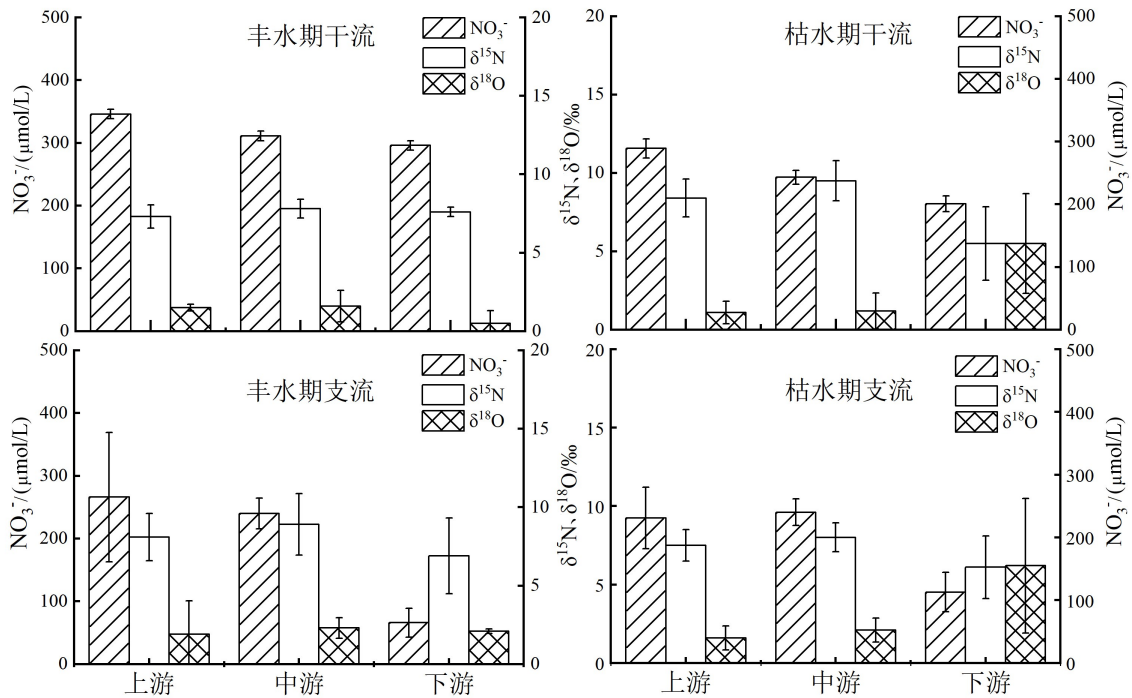 丰水期干流
NO₃⁻
δ¹⁵N
δ¹⁸O
NO₃⁻/(μmol/L)
500
400
300
200
100
0
20
15
10
5
0
枯水期干流
NO₃⁻
δ¹⁵N
δ¹⁸O
δ¹⁵N、δ¹⁸O/‰
20
15
10
5
0
500
400
300
200
100
0
NO₃⁻/(μmol/L)
丰水期支流
NO₃⁻
δ¹⁵N
δ¹⁸O
NO₃⁻/(μmol/L)
500
400
300
200
100
0
20
15
10
5
0
上游
中游
下游
枯水期支流
NO₃⁻
δ¹⁵N
δ¹⁸O
δ¹⁵N、δ¹⁸O/‰
20
15
10
5
0
500
400
300
200
100
0
NO₃⁻/(μmol/L)
上游
中游
下游